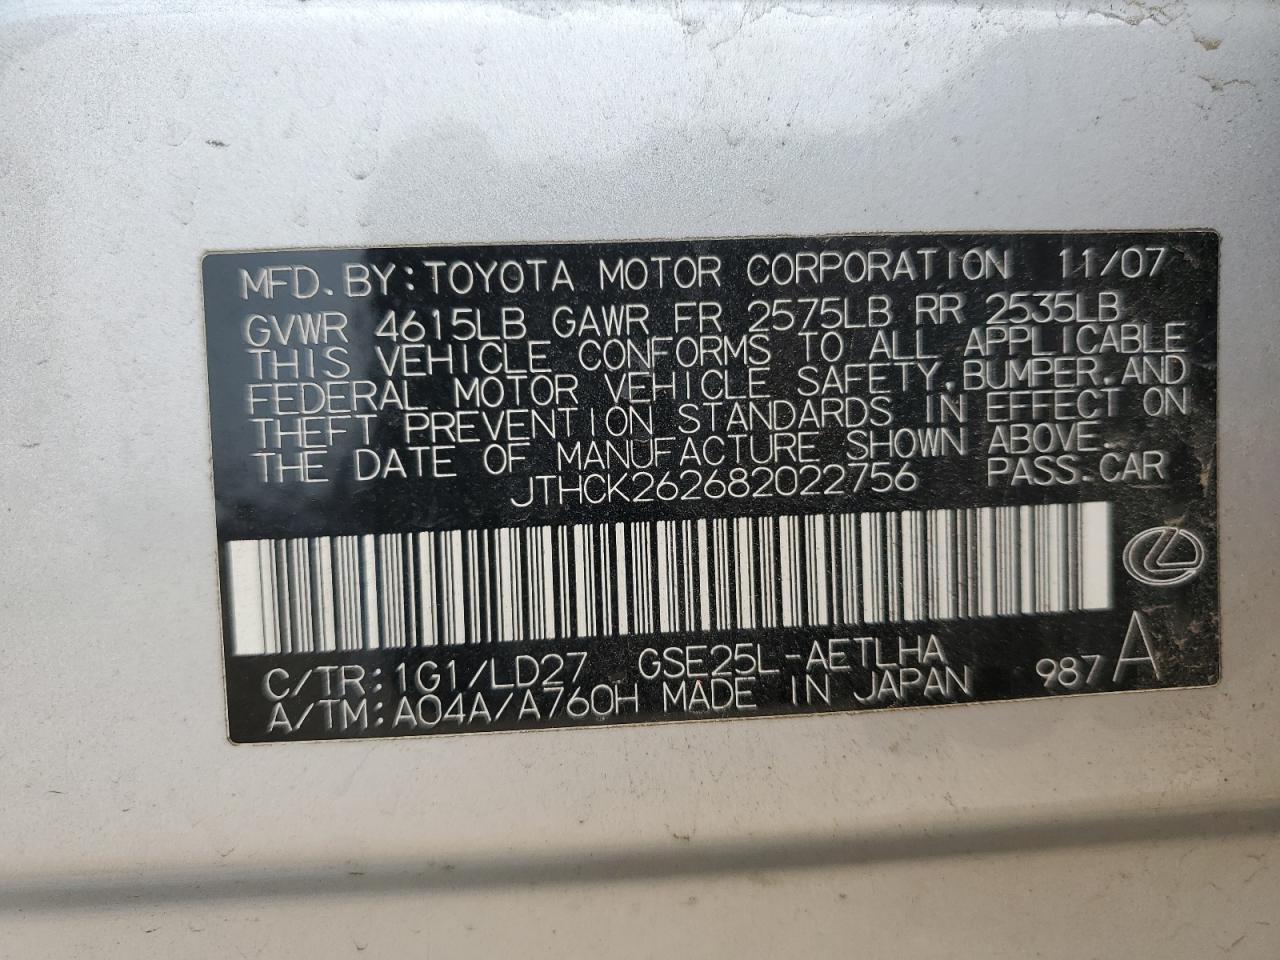 MFD. BY: TOYOTA MOTOR CORPORATION 11/07
GVWR 4615LB GAWR FR 2575LB RR 2535LB
THIS VEHICLE CONFORMS TO ALL APPLICABLE
FEDERAL MOTOR VEHICLE SAFETY, BUMPER, AND
THEFT PREVENTION STANDARDS IN EFFECT ON
THE DATE OF MANUFACTURE SHOWN ABOVE.
JTHCK262682022756 PASS. CAR
C/TR: 1G1/LD27 GSE25L-AETLHA
A/TM: A04A/A760H MADE IN JAPAN 987 A